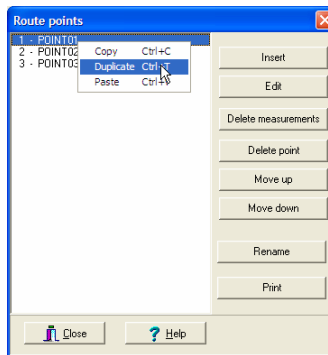 Route points
1 - POINT01
2 - POINT02
3 - POINT03
Copy Ctrl+C
Duplicate Ctrl+T
Paste Ctrl+V
Insert
Edit
Delete measurements
Delete point
Move up
Move down
Rename
Print
Close
Help